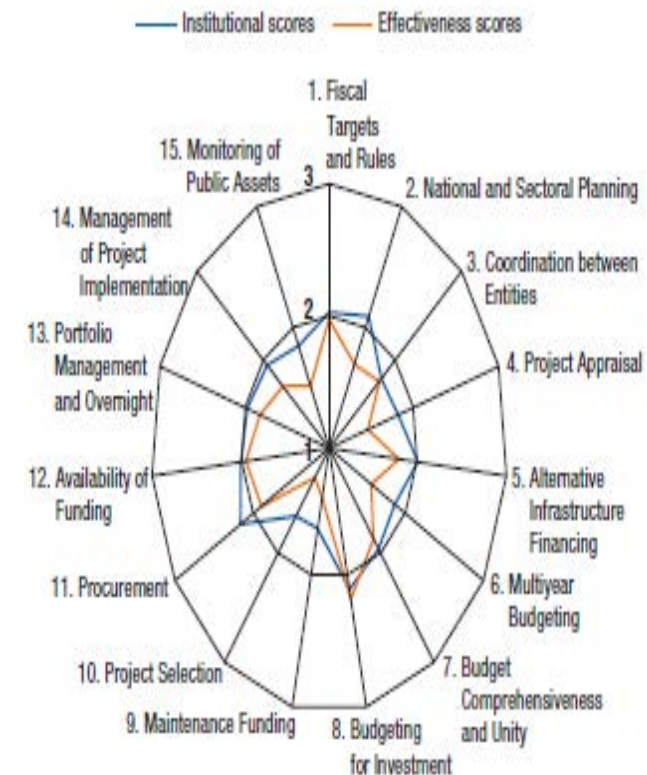 Institutional scores
Effectiveness scores
1. Fiscal
Targets
and Rules
15. Monitoring of
Public Assets
3
2. National and Sectoral Planning
14. Management
of Project
Implementation
3. Coordination between
Entities
2
13. Portfolio
Management
and Overnight
4. Project Appraisal
1
12. Availability of
Funding
5. Alternative
Infrastructure
Financing
11. Procurement
6. Multiyear
Budgeting
10. Project Selection
7. Budget
Comprehensiveness
and Unity
9. Maintenance Funding
8. Budgeting
for Investment